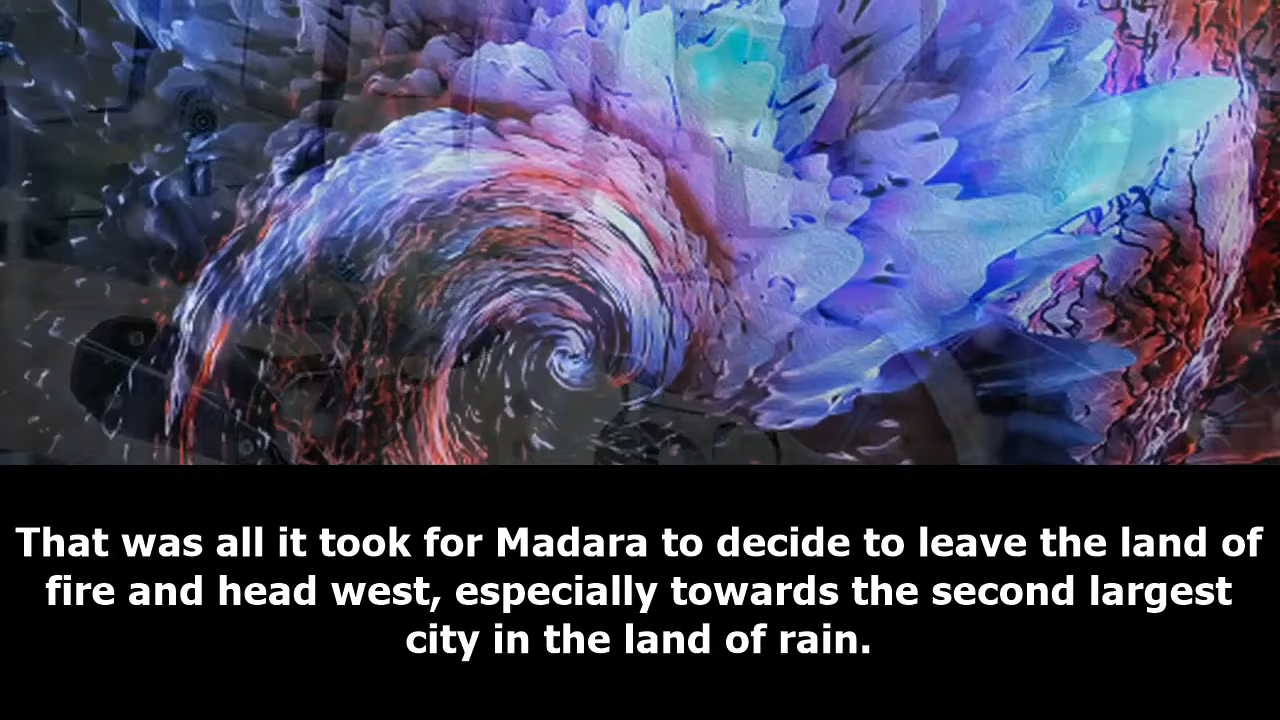 That was all it took for Madara to decide to leave the land of
fire and head west, especially towards the second largest
city in the land of rain.